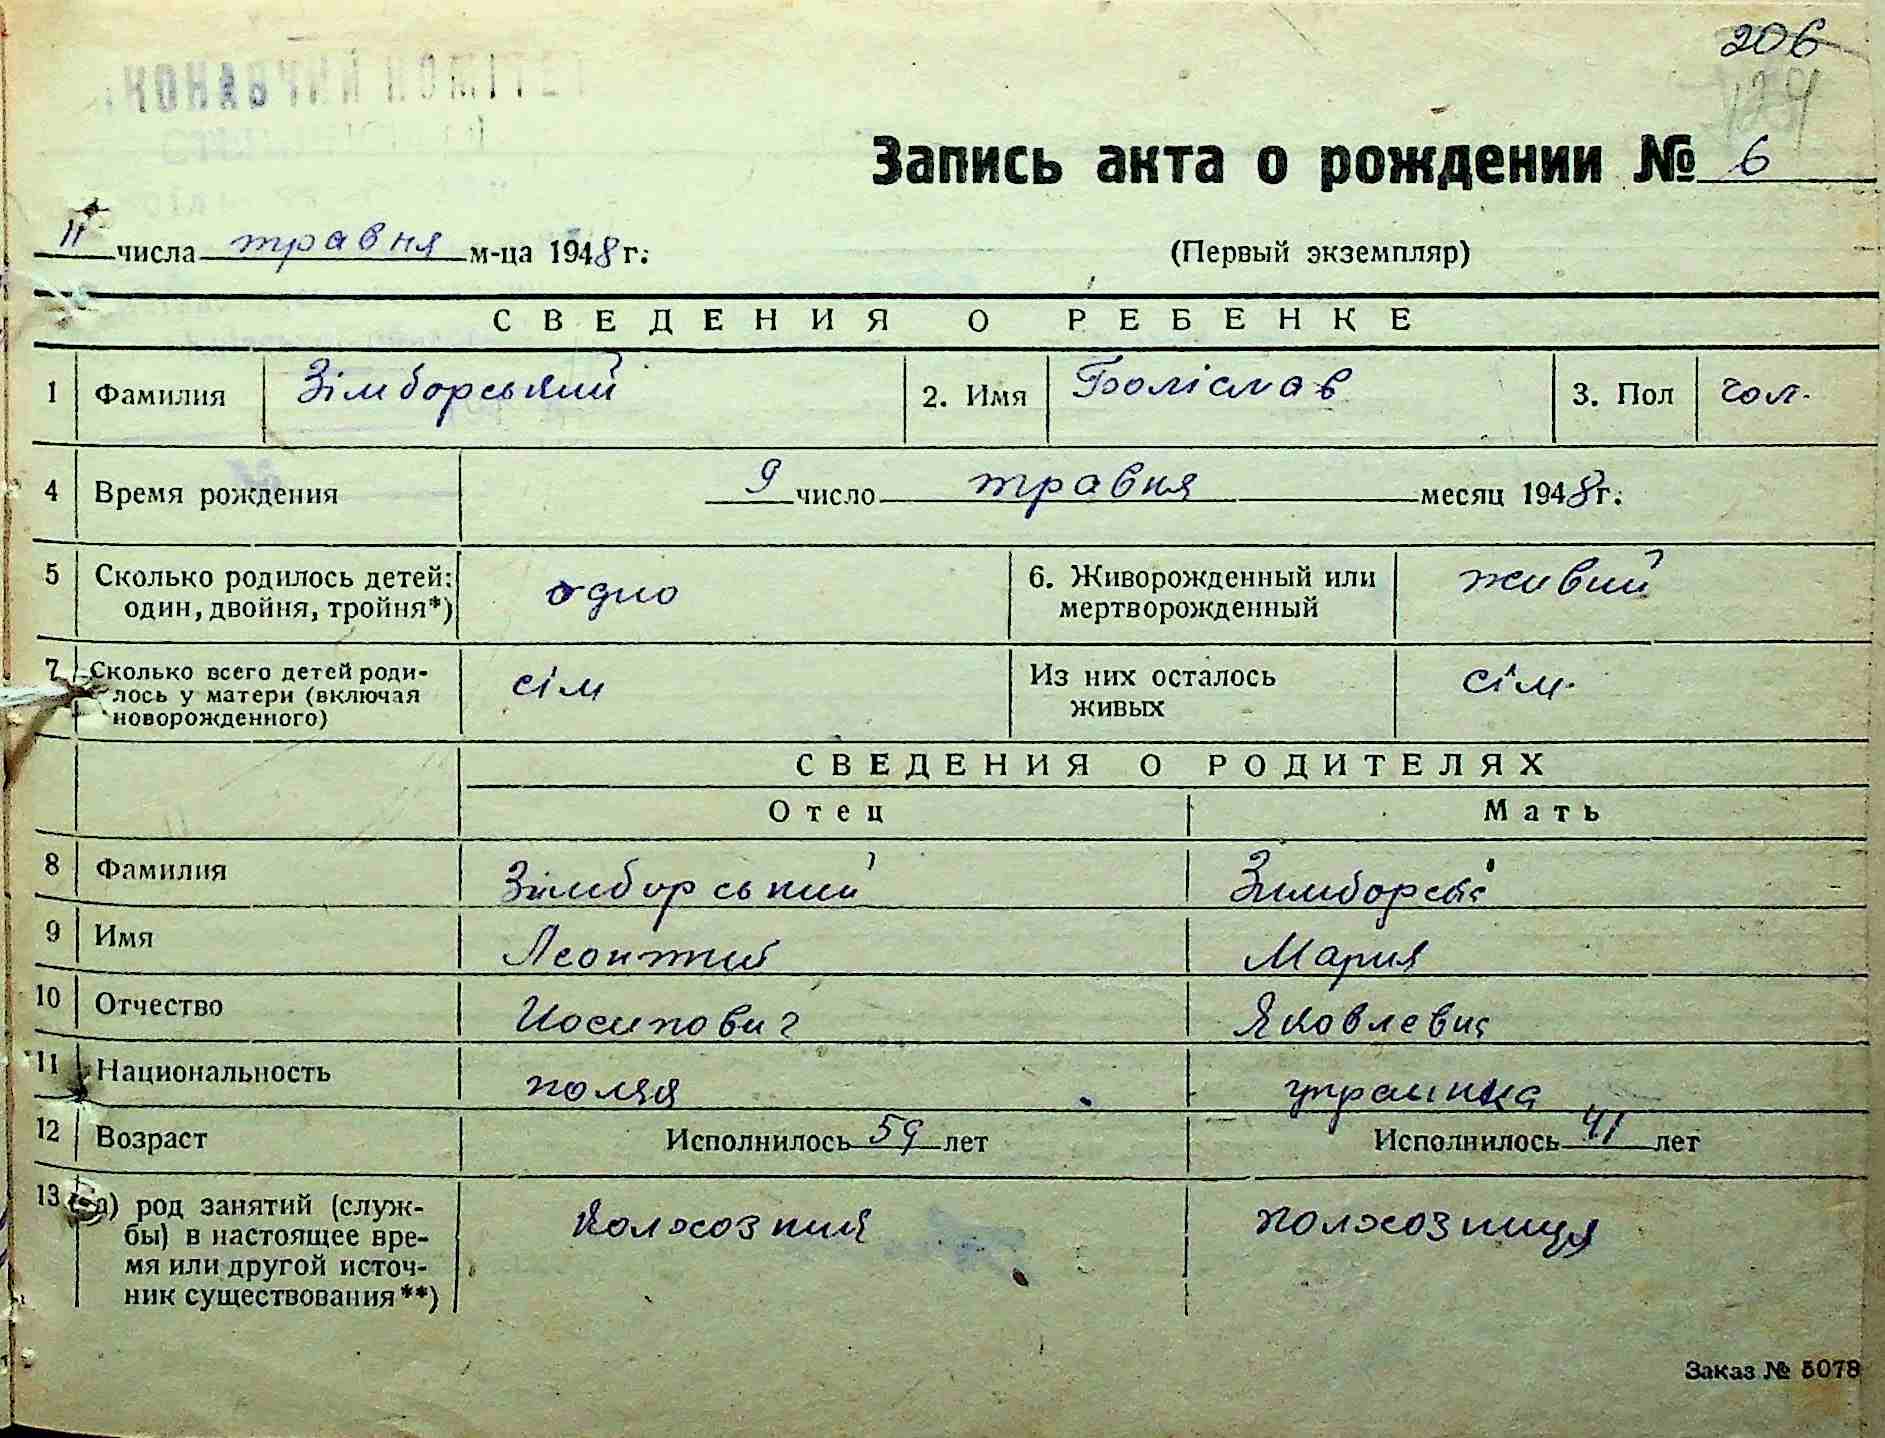 206
Запись акта о рождении № 6
11 числа травня м-ца 1948 г.
(Первый экземпляр)
СВЕДЕНИЯ О РЕБЕНКЕ
1 Фамилия Зімборський 2. Имя Боліслав 3. Пол чол.
4 Время рождения 9 число травня месяц 1948 г.
5 Сколько родилось детей: один, двойня, тройня*) одно 6. Живорожденный или мертворожденный живий
7 Сколько всего детей родилось у матери (включая новорожденного) сім Из них осталось живых сім.
СВЕДЕНИЯ О РОДИТЕЛЯХ
Отец Мать
8 Фамилия Зімборський
9 Имя Леонтий Мария
10 Отчество Иосипович Яковлевна
11 Национальность поляк украинка
12 Возраст Исполнилось 59 лет Исполнилось 41 лет
13 а) род занятий (службы) в настоящее время или другой источник существования**) колхозник колхозниця
Заказ № 5078